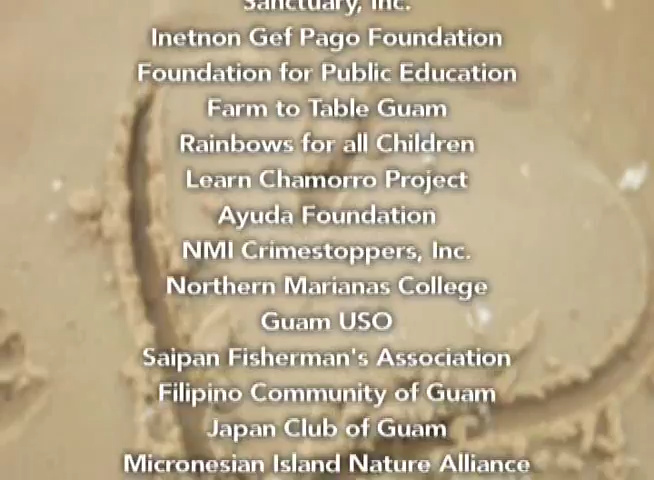 Sanctuary, Inc.
Inetnon Gef Pago Foundation
Foundation for Public Education
Farm to Table Guam
Rainbows for all Children
Learn Chamorro Project
Ayuda Foundation
NMI Crimestoppers, Inc.
Northern Marianas College
Guam USO
Saipan Fisherman's Association
Filipino Community of Guam
Japan Club of Guam
Micronesian Island Nature Alliance